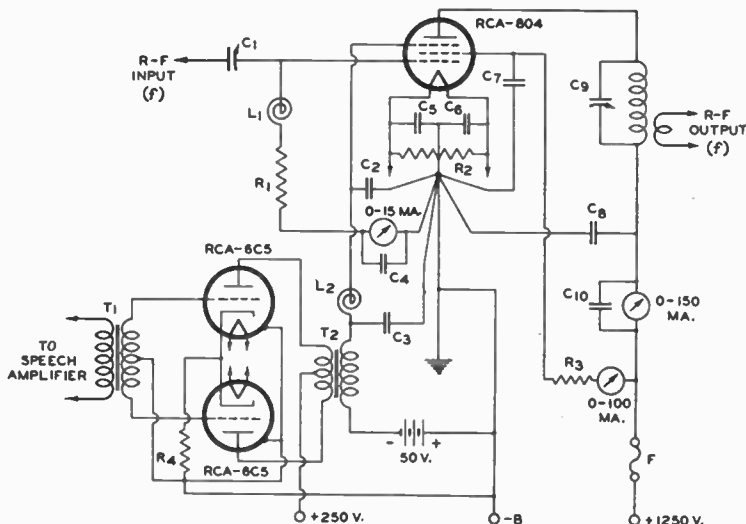 RCA-804
R-F
INPUT
(f)
C1
L1
R1
C5
C6
C7
R2
C2
0-15 MA.
C4
C9
R-F
OUTPUT
(f)
C8
RCA-6C5
T1
TO
SPEECH
AMPLIFIER
L2
T2
C3
C10
0-150
MA.
R3
0-100
MA.
R4
RCA-6C5
- +
50 V.
F
+250 V.
-B
+1250 V.